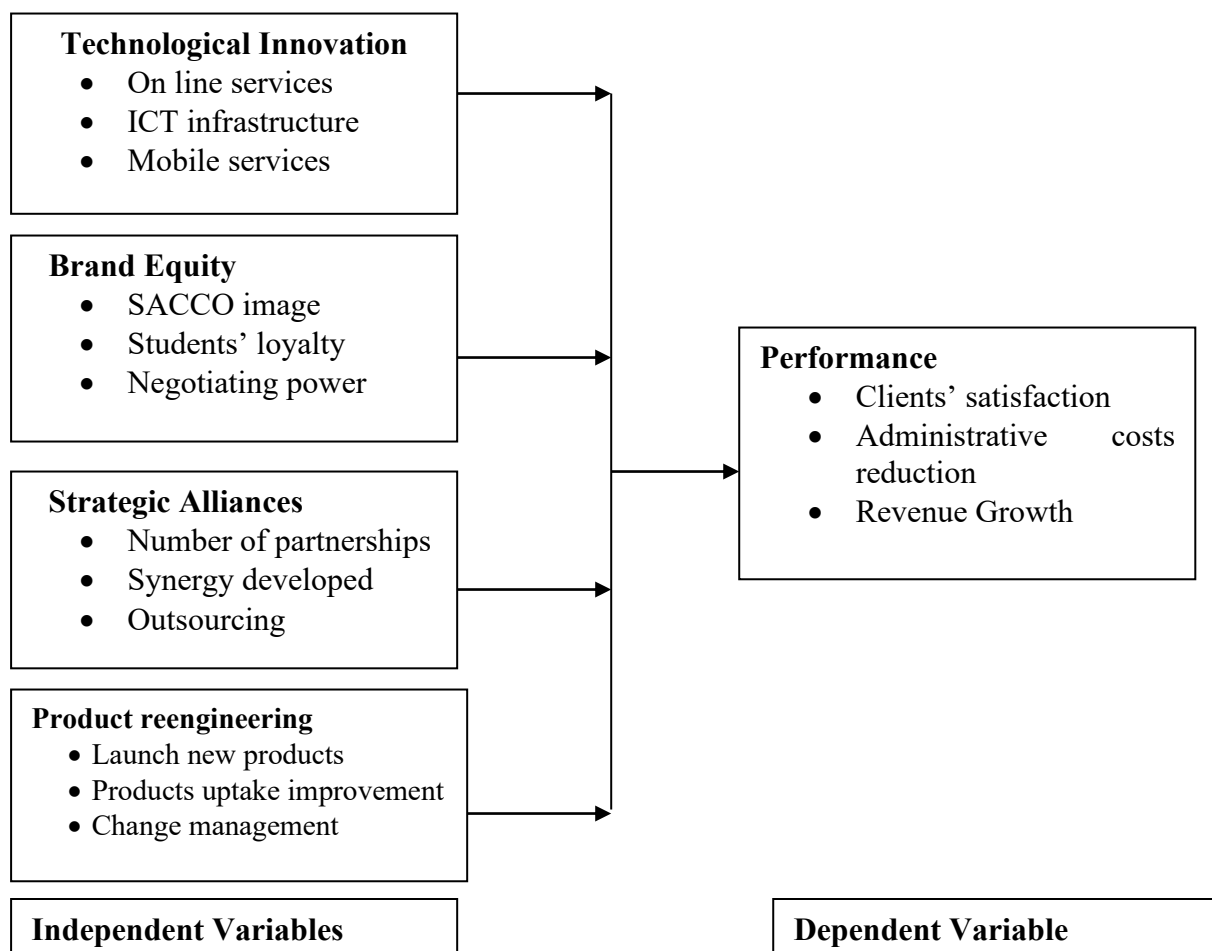 Technological Innovation
• On line services
• ICT infrastructure
• Mobile services
Brand Equity
• SACCO image
• Students’ loyalty
• Negotiating power
Strategic Alliances
• Number of partnerships
• Synergy developed
• Outsourcing
Product reengineering
• Launch new products
• Products uptake improvement
• Change management
Independent Variables
Performance
• Clients’ satisfaction
• Administrative costs
reduction
• Revenue Growth
Dependent Variable